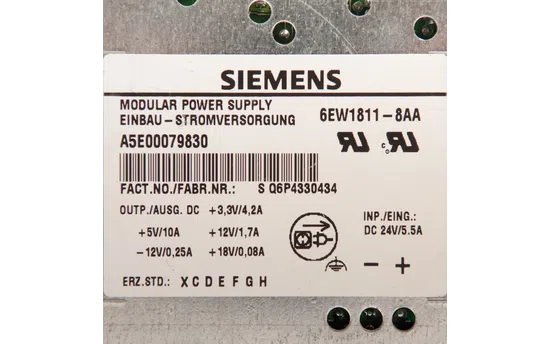 SIEMENS
MODULAR POWER SUPPLY
EINBAU-STROMVERSORGUNG
6EW1811-8AA
A5E00079830
FACT.NO./FABR.NR.: S Q6P4330434
OUTP./AUSG. DC +3,3V/4,2A
+5V/10A +12V/1,7A
-12V/0,25A +18V/0,08A
INP./EING.:
DC 24V/5.5A
- +
ERZ.STD.: X C D E F G H